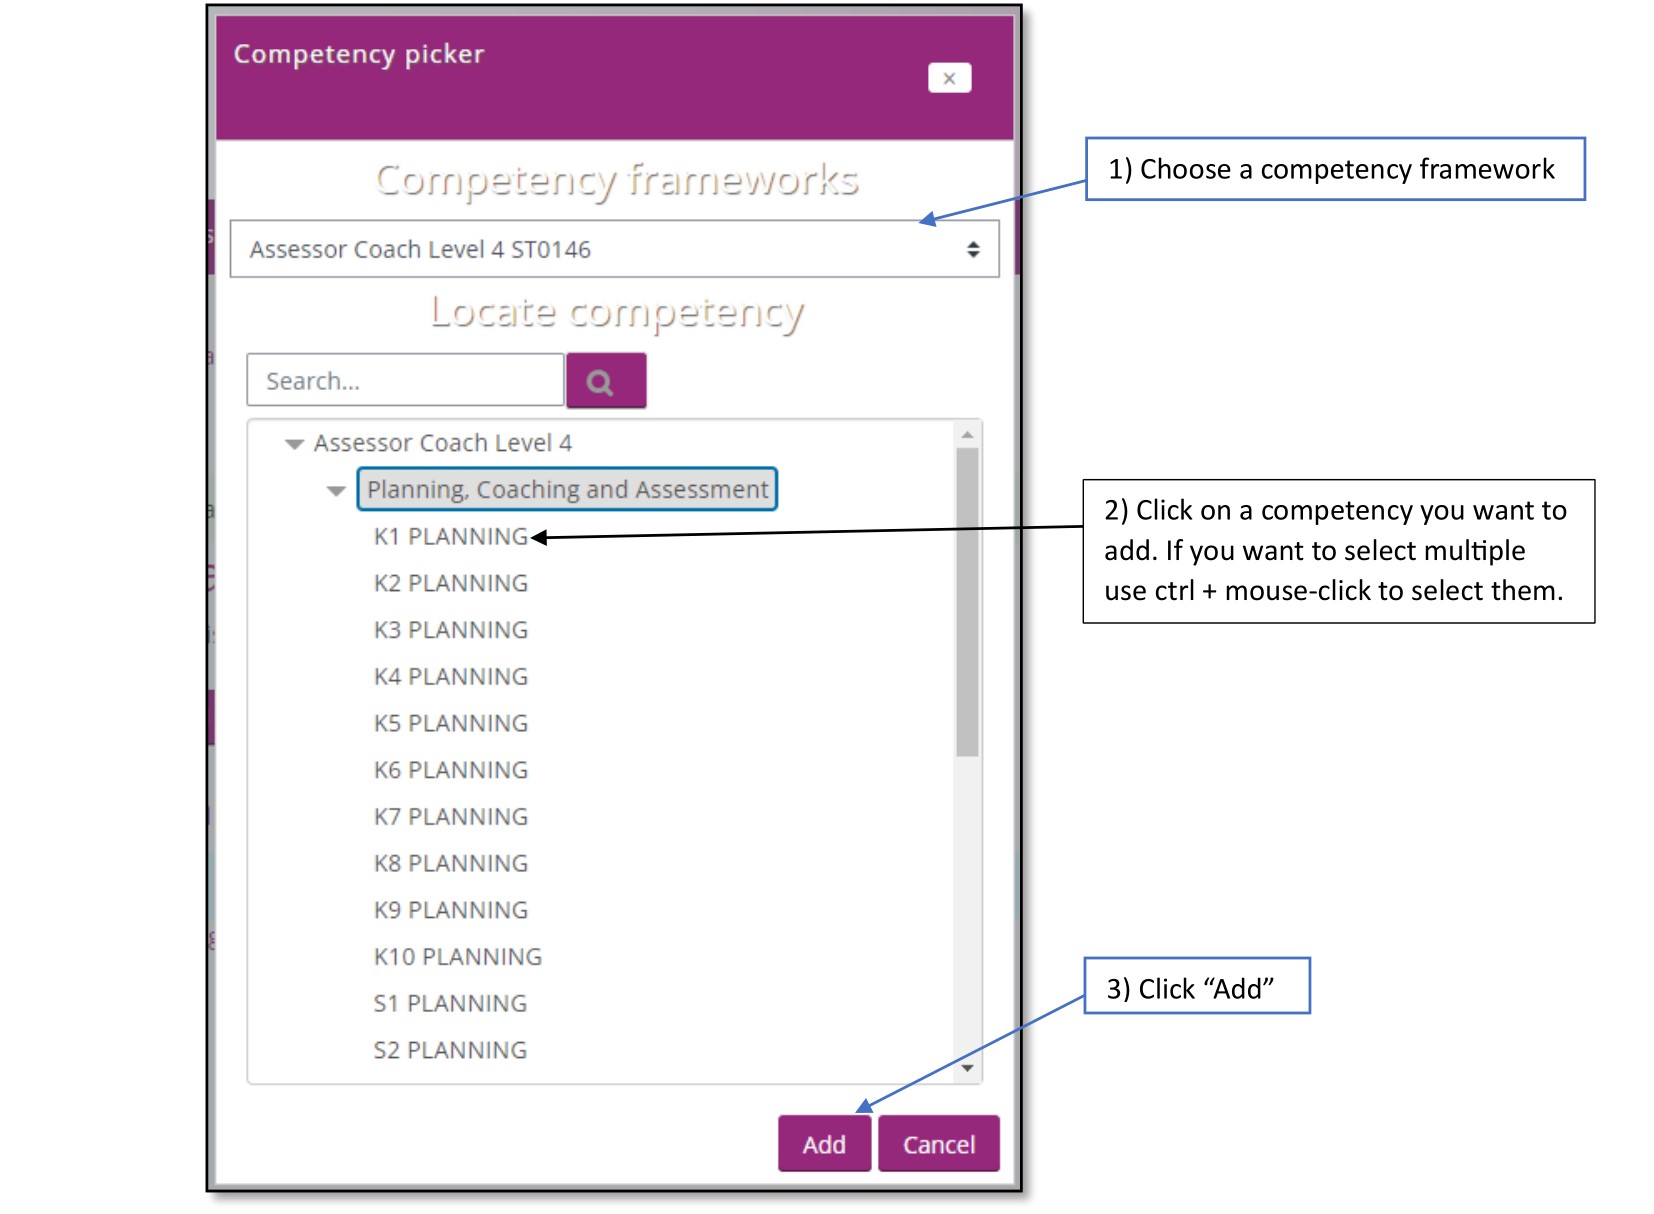 Competency picker
×
Competency frameworks
1) Choose a competency framework
Assessor Coach Level 4 ST0146
Locate competency
Search...
Assessor Coach Level 4
Planning, Coaching and Assessment
K1 PLANNING
2) Click on a competency you want to
add. If you want to select multiple
use ctrl + mouse-click to select them.
K2 PLANNING
K3 PLANNING
K4 PLANNING
K5 PLANNING
K6 PLANNING
K7 PLANNING
K8 PLANNING
K9 PLANNING
K10 PLANNING
S1 PLANNING
S2 PLANNING
3) Click “Add”
Add
Cancel